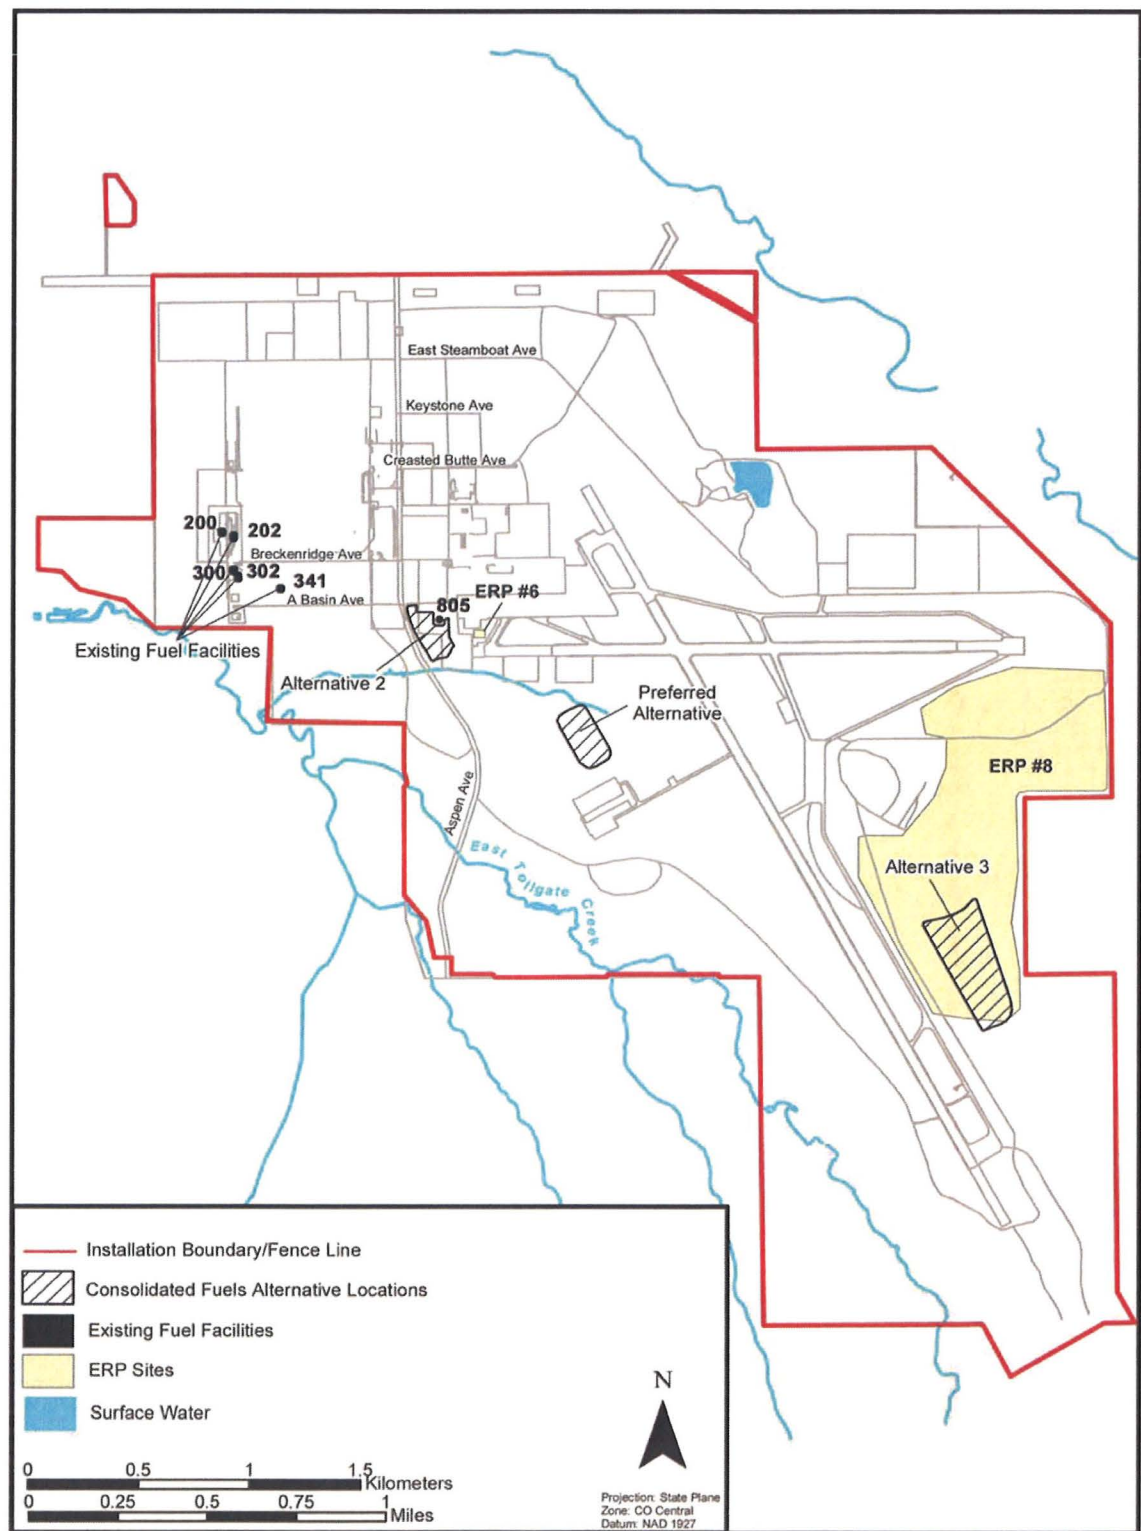 East Steamboat Ave
Keystone Ave
Creasted Butte Ave
200
202
Breckenridge Ave
300
302
341
A Basin Ave
ERP #6
805
Existing Fuel Facilities
Alternative 2
Preferred
Alternative
ERP #8
Aspen Ave
East Tollgate Creek
Alternative 3
Installation Boundary/Fence Line
Consolidated Fuels Alternative Locations
Existing Fuel Facilities
ERP Sites
Surface Water
N
0 0.5 1 1.5
Kilometers
0 0.25 0.5 0.75 1
Miles
Projection: State Plane
Zone: CO Central
Datum: NAD 1927